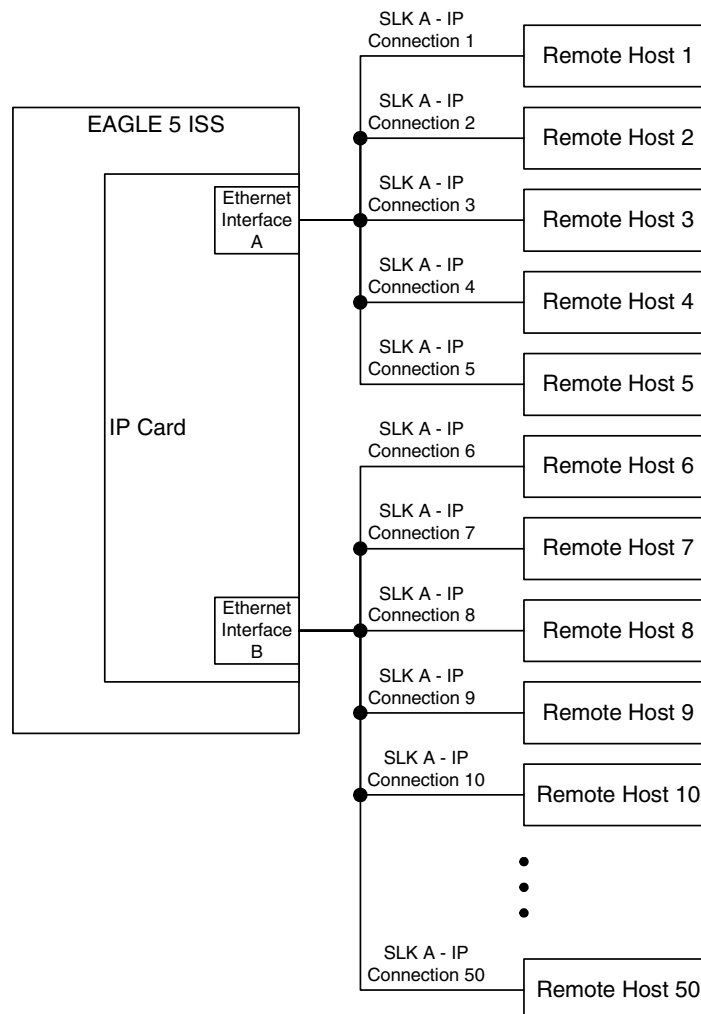 SLK A - IP
Connection 1
Remote Host 1
EAGLE 5 ISS
SLK A - IP
Connection 2
Remote Host 2
Ethernet
Interface
A
SLK A - IP
Connection 3
Remote Host 3
SLK A - IP
Connection 4
Remote Host 4
SLK A - IP
Connection 5
Remote Host 5
IP Card
SLK A - IP
Connection 6
Remote Host 6
SLK A - IP
Connection 7
Remote Host 7
Ethernet
Interface
B
SLK A - IP
Connection 8
Remote Host 8
SLK A - IP
Connection 9
Remote Host 9
SLK A - IP
Connection 10
Remote Host 10
SLK A - IP
Connection 50
Remote Host 50